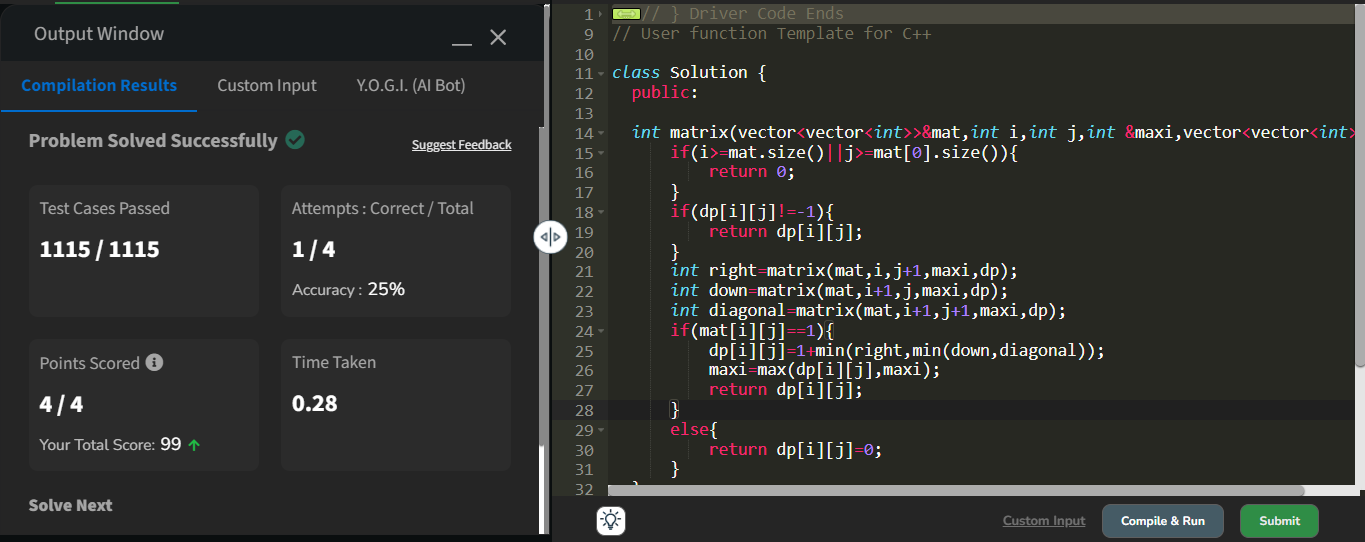 Output Window
Compilation Results
Custom Input
Y.O.G.I. (AI Bot)
Problem Solved Successfully
Suggest Feedback
Test Cases Passed
1115 / 1115
Attempts : Correct / Total
1 / 4
Accuracy : 25%
Points Scored
4 / 4
Your Total Score: 99
Time Taken
0.28
Solve Next
1 // } Driver Code Ends
9 // User function Template for C++
10
11 class Solution {
12 public:
13
14 int matrix(vector<vector<int>>&mat,int i,int j,int &maxi,vector<vector<int>
15 if(i>=mat.size()||j>=mat[0].size()){
16 return 0;
17 }
18 if(dp[i][j]!=-1){
19 return dp[i][j];
20 }
21 int right=matrix(mat,i,j+1,maxi,dp);
22 int down=matrix(mat,i+1,j,maxi,dp);
23 int diagonal=matrix(mat,i+1,j+1,maxi,dp);
24 if(mat[i][j]==1){
25 dp[i][j]=1+min(right,min(down,diagonal));
26 maxi=max(dp[i][j],maxi);
27 return dp[i][j];
28 }
29 else{
30 return dp[i][j]=0;
31 }
32
Custom Input
Compile & Run
Submit